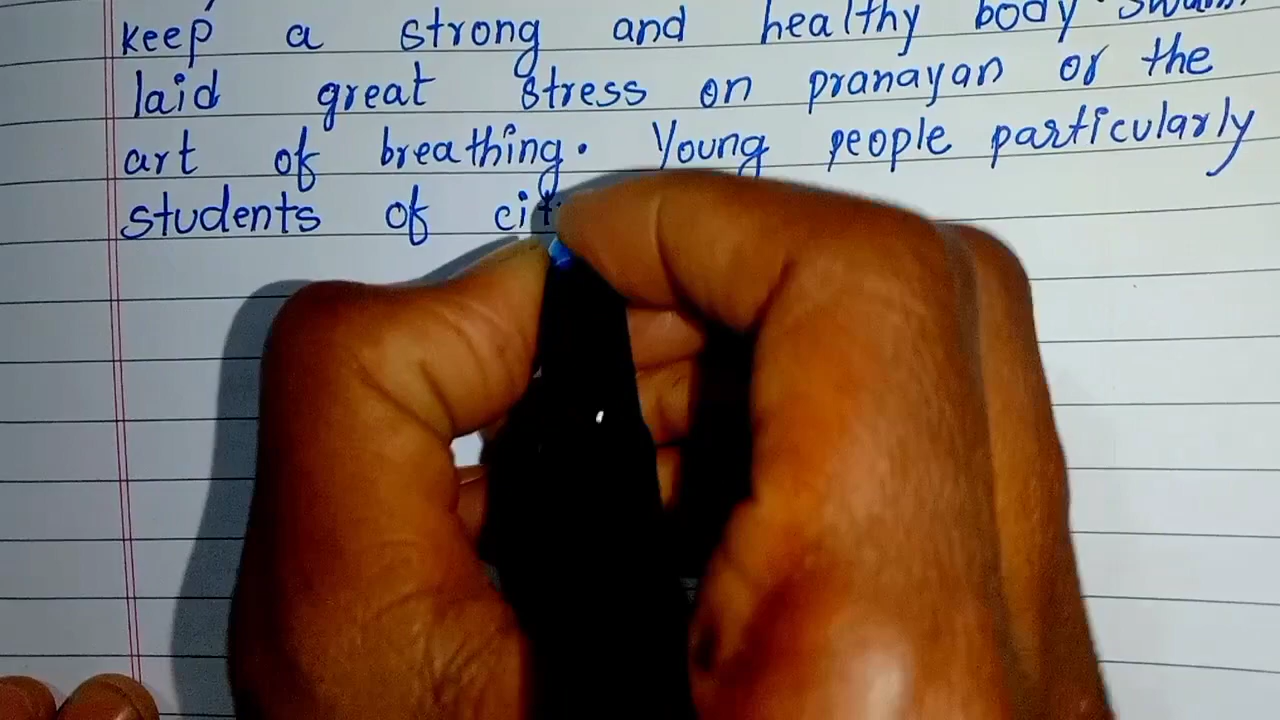 keep a strong and healthy body.
laid great stress on pranayan or the
art of breathing. Young people particularly
students of